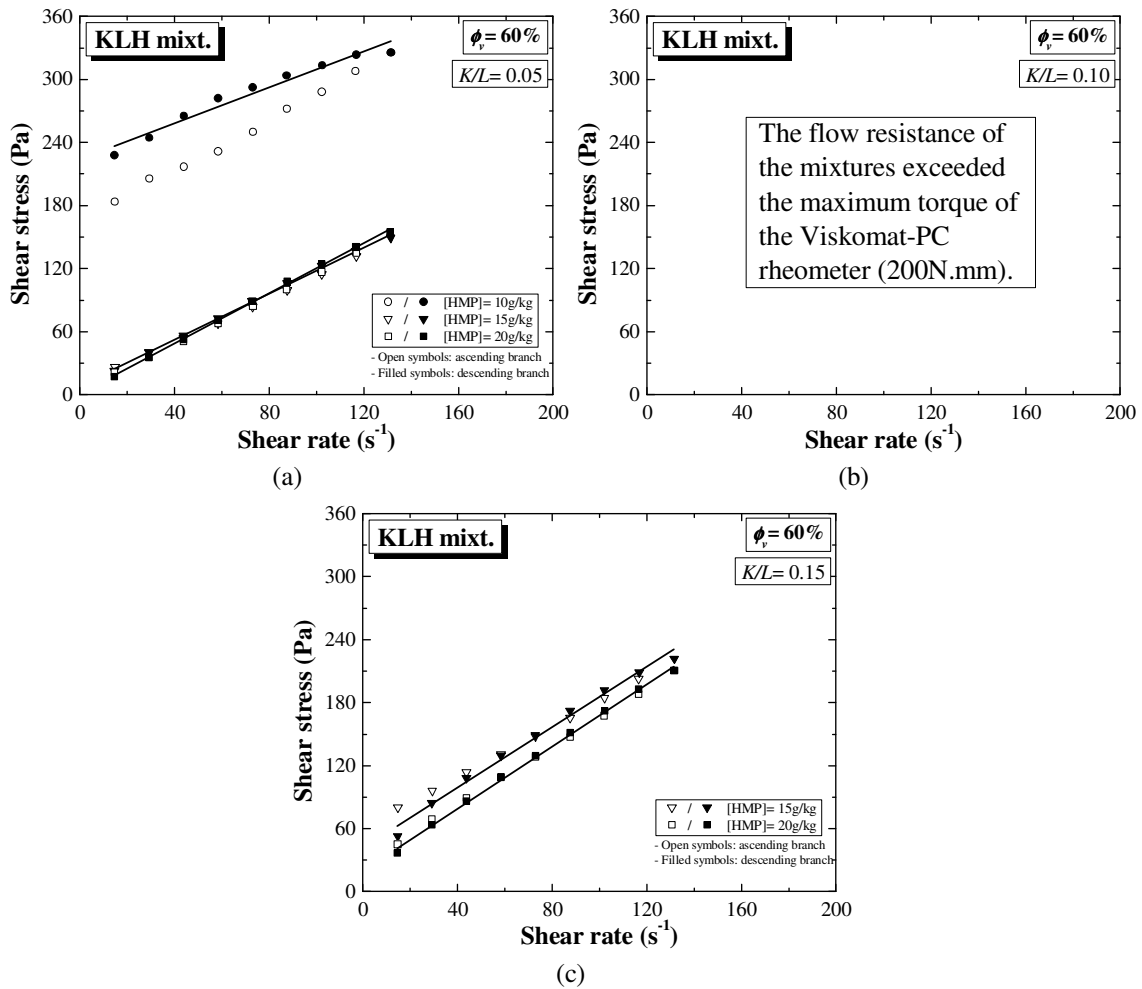 KLH mixt.
ϕv = 60%
K/L= 0.05
Shear stress (Pa)
360
300
240
180
120
60
0
/ [HMP]= 10g/kg
/ [HMP]= 15g/kg
/ [HMP]= 20g/kg
- Open symbols: ascending branch
- Filled symbols: descending branch
0 40 80 120 160 200
Shear rate (s-1)
(a)
KLH mixt.
ϕv = 60%
K/L= 0.10
Shear stress (Pa)
360
300
240
180
120
60
0
The flow resistance of
the mixtures exceeded
the maximum torque of
the Viskomat-PC
rheometer (200N.mm).
0 40 80 120 160 200
Shear rate (s-1)
(b)
KLH mixt.
ϕv = 60%
K/L= 0.15
Shear stress (Pa)
360
300
240
180
120
60
0
/ [HMP]= 15g/kg
/ [HMP]= 20g/kg
- Open symbols: ascending branch
- Filled symbols: descending branch
0 40 80 120 160 200
Shear rate (s-1)
(c)